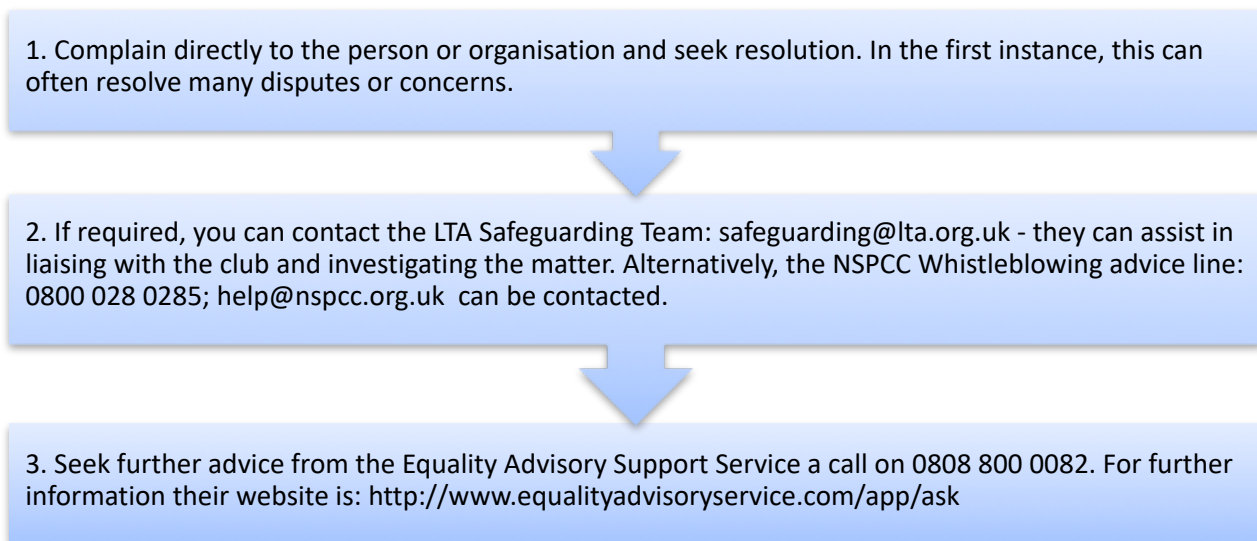 1. Complain directly to the person or organisation and seek resolution. In the first instance, this can
often resolve many disputes or concerns.
2. If required, you can contact the LTA Safeguarding Team: safeguarding@lta.org.uk - they can assist in
liaising with the club and investigating the matter. Alternatively, the NSPCC Whistleblowing advice line:
0800 028 0285; help@nspcc.org.uk  can be contacted.
3. Seek further advice from the Equality Advisory Support Service a call on 0808 800 0082. For further
information their website is: http://www.equalityadvisoryservice.com/app/ask